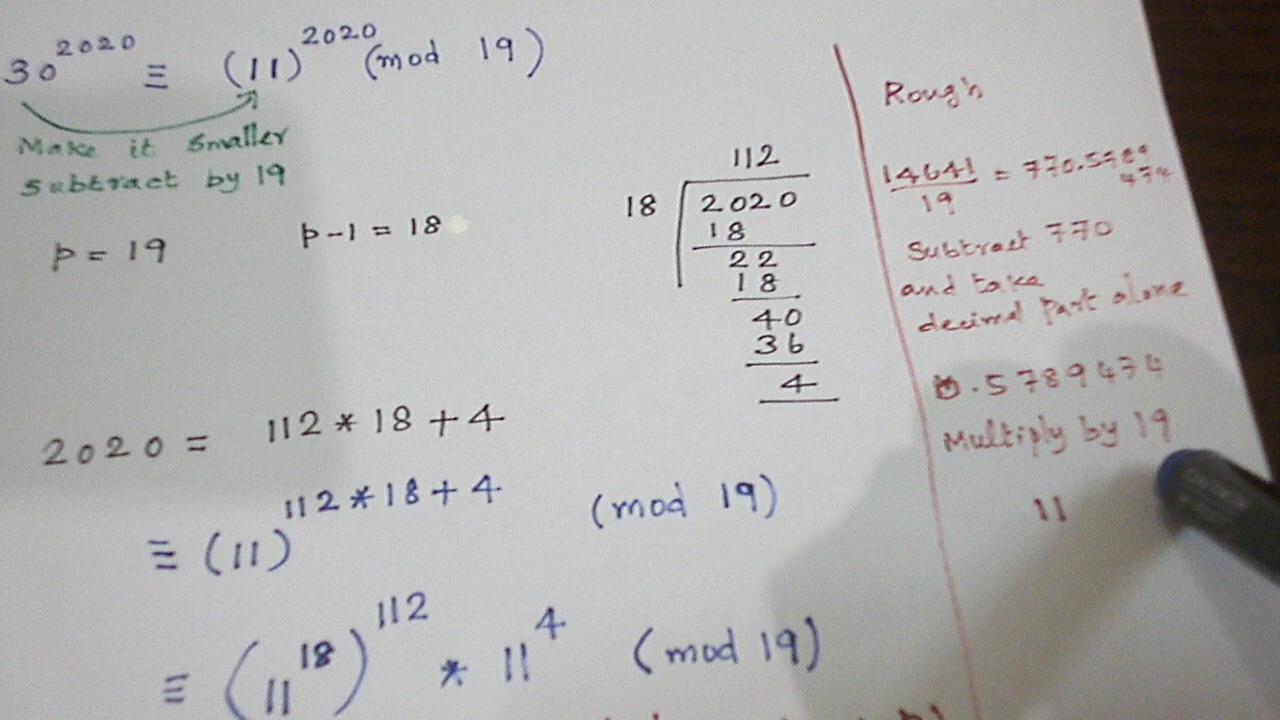 30^2020 ≡ (11)^2020 (mod 19)
Make it smaller
subtract by 19
p = 19
p-1 = 18
112
18 2020
18
22
18
40
36
4
2020 = 112 * 18 + 4
≡ (11)^112*18+4 (mod 19)
≡ (11^18)^112 * 11^4 (mod 19)
Rough
14641/19 = 770.5789
474
Subtract 770
and take
decimal part alone
0.5789474
Multiply by 19
11